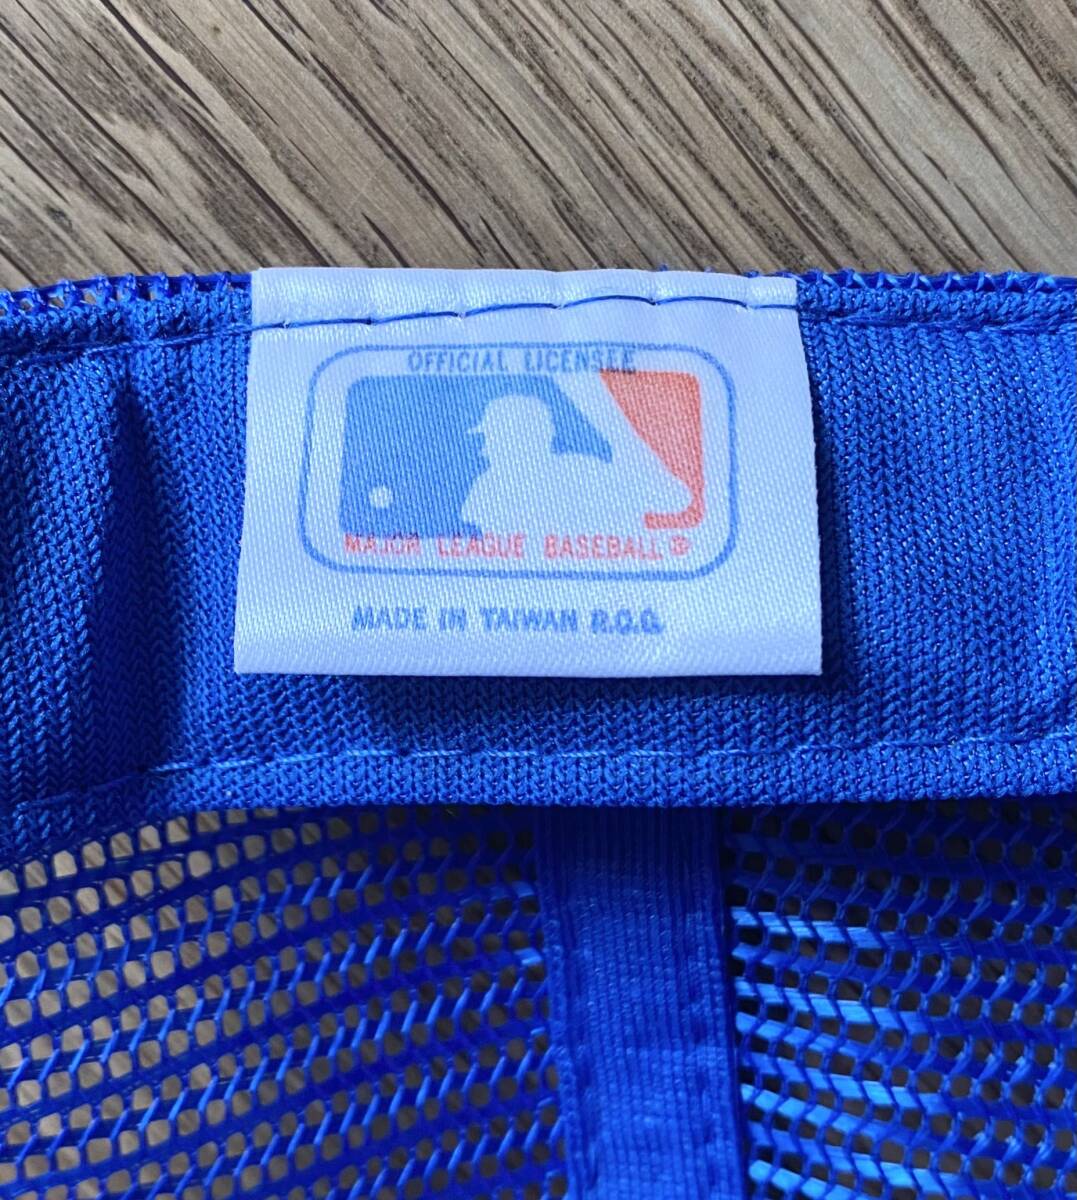 OFFICIAL LICENSEE
MAJOR LEAGUE BASEBALL ®
MADE IN TAIWAN R.O.C.